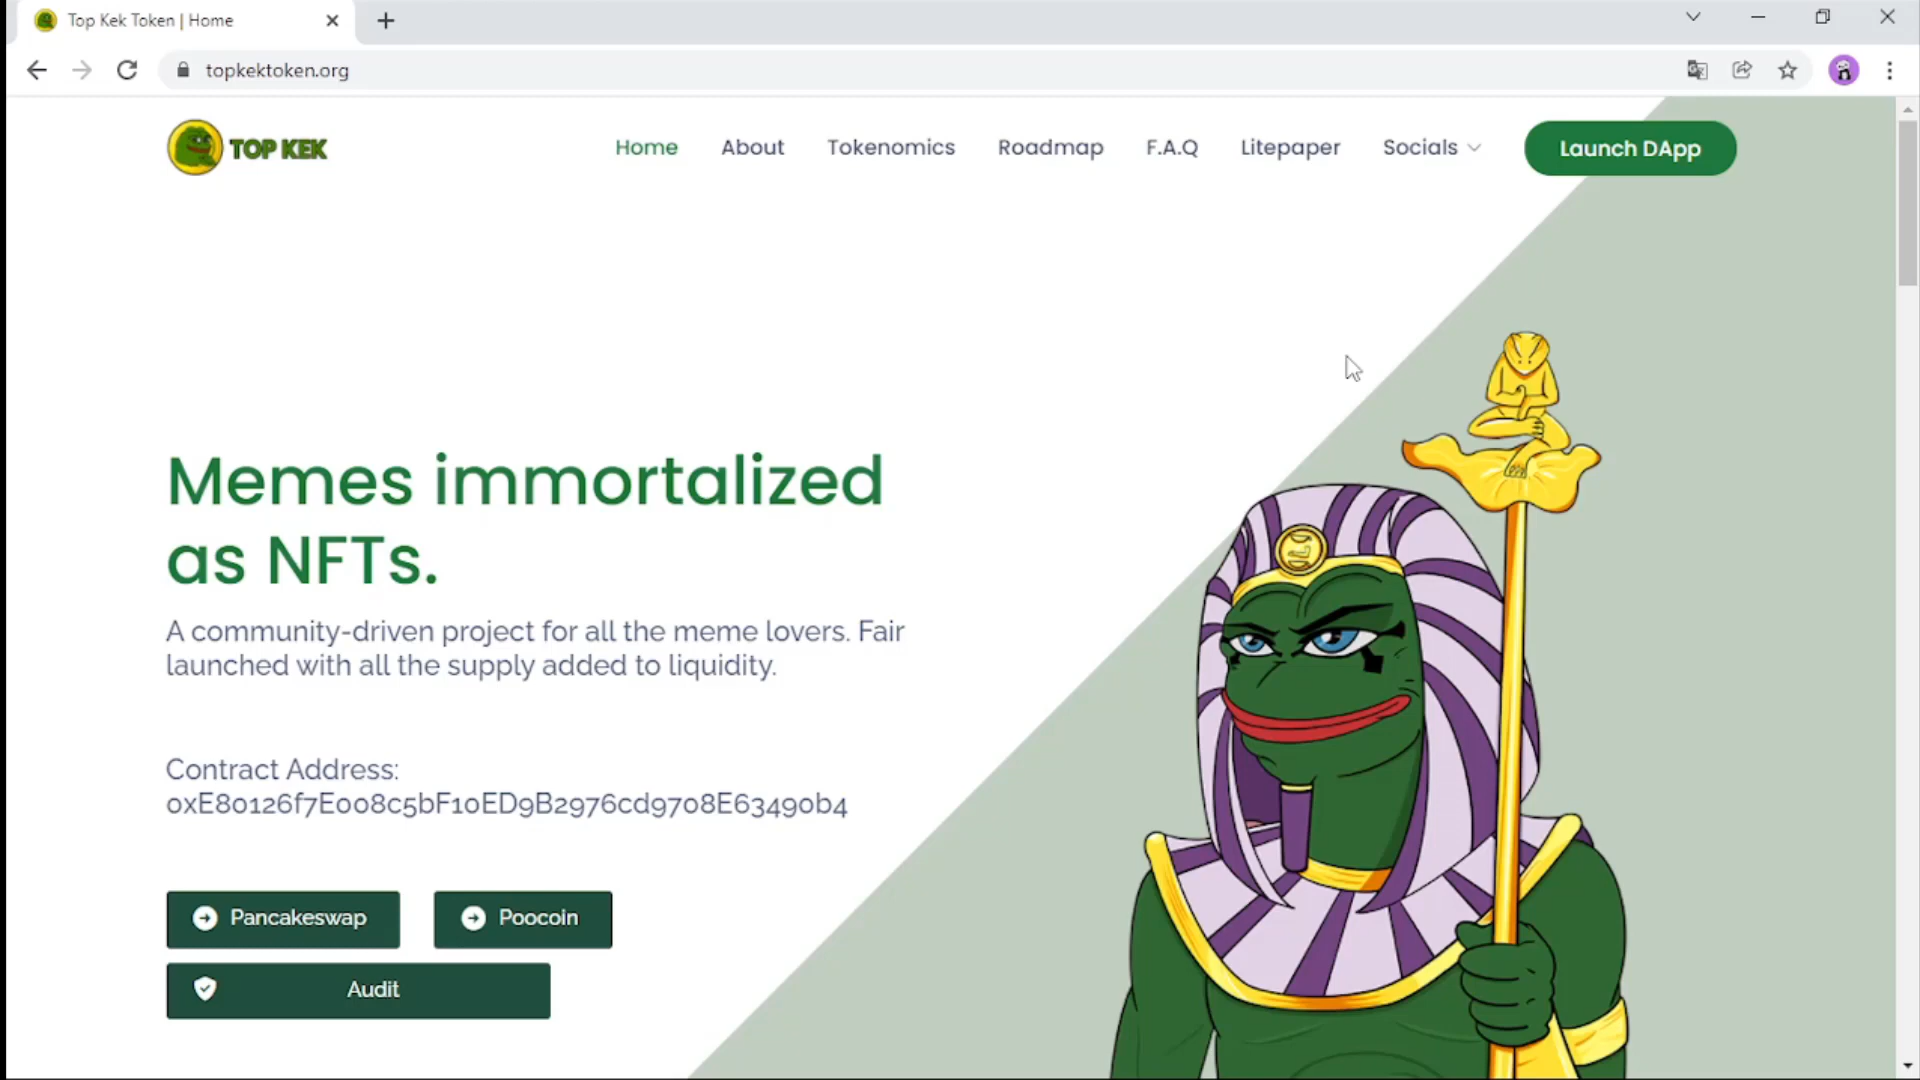 Top Kek Token | Home
topkektoken.org
TOP KEK
Home
About
Tokenomics
Roadmap
F.A.Q
Litepaper
Socials
Launch DApp
Memes immortalized
as NFTs.
A community-driven project for all the meme lovers. Fair
launched with all the supply added to liquidity.
Contract Address:
0xE80126f7E008c5bF10ED9B2976cd9708E63490b4
Pancakeswap
Poocoin
Audit